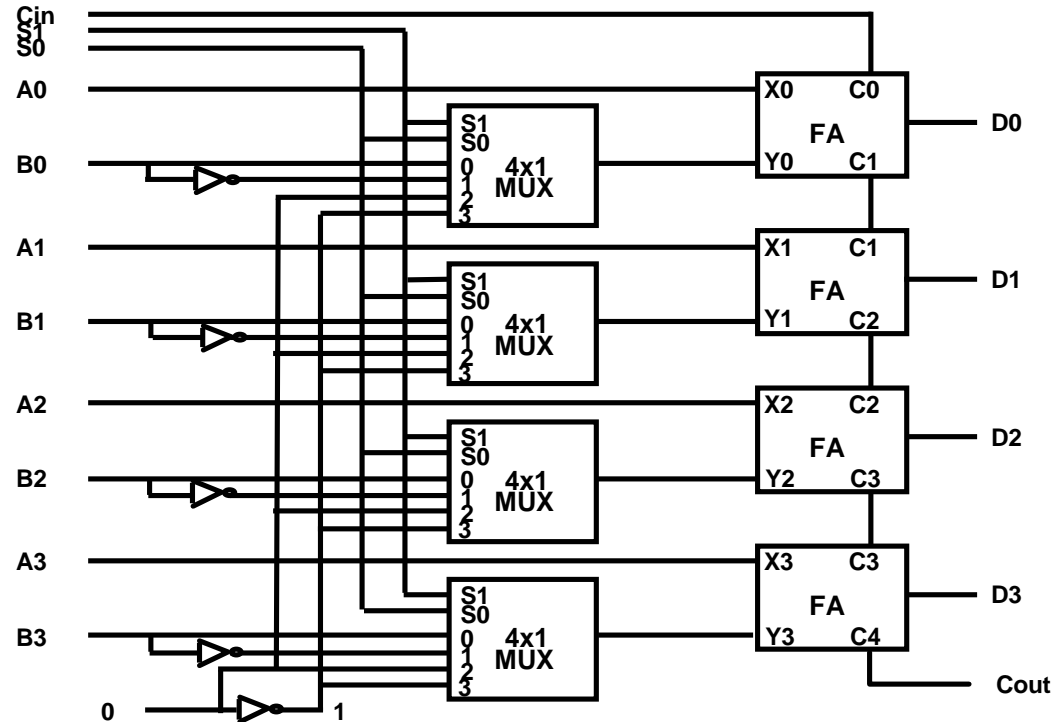 Cin
S1
S0
A0
X0 C0
D0
S1
S0
FA
B0
0
4x1
Y0 C1
1
MUX
2
3
A1
X1 C1
D1
S1
S0
FA
B1
0
4x1
Y1 C2
1
MUX
2
3
A2
X2 C2
D2
S1
S0
FA
B2
0
4x1
Y2 C3
1
MUX
2
3
A3
X3 C3
D3
S1
S0
FA
B3
0
4x1
Y3 C4
1
MUX
2
3
Cout
0
1